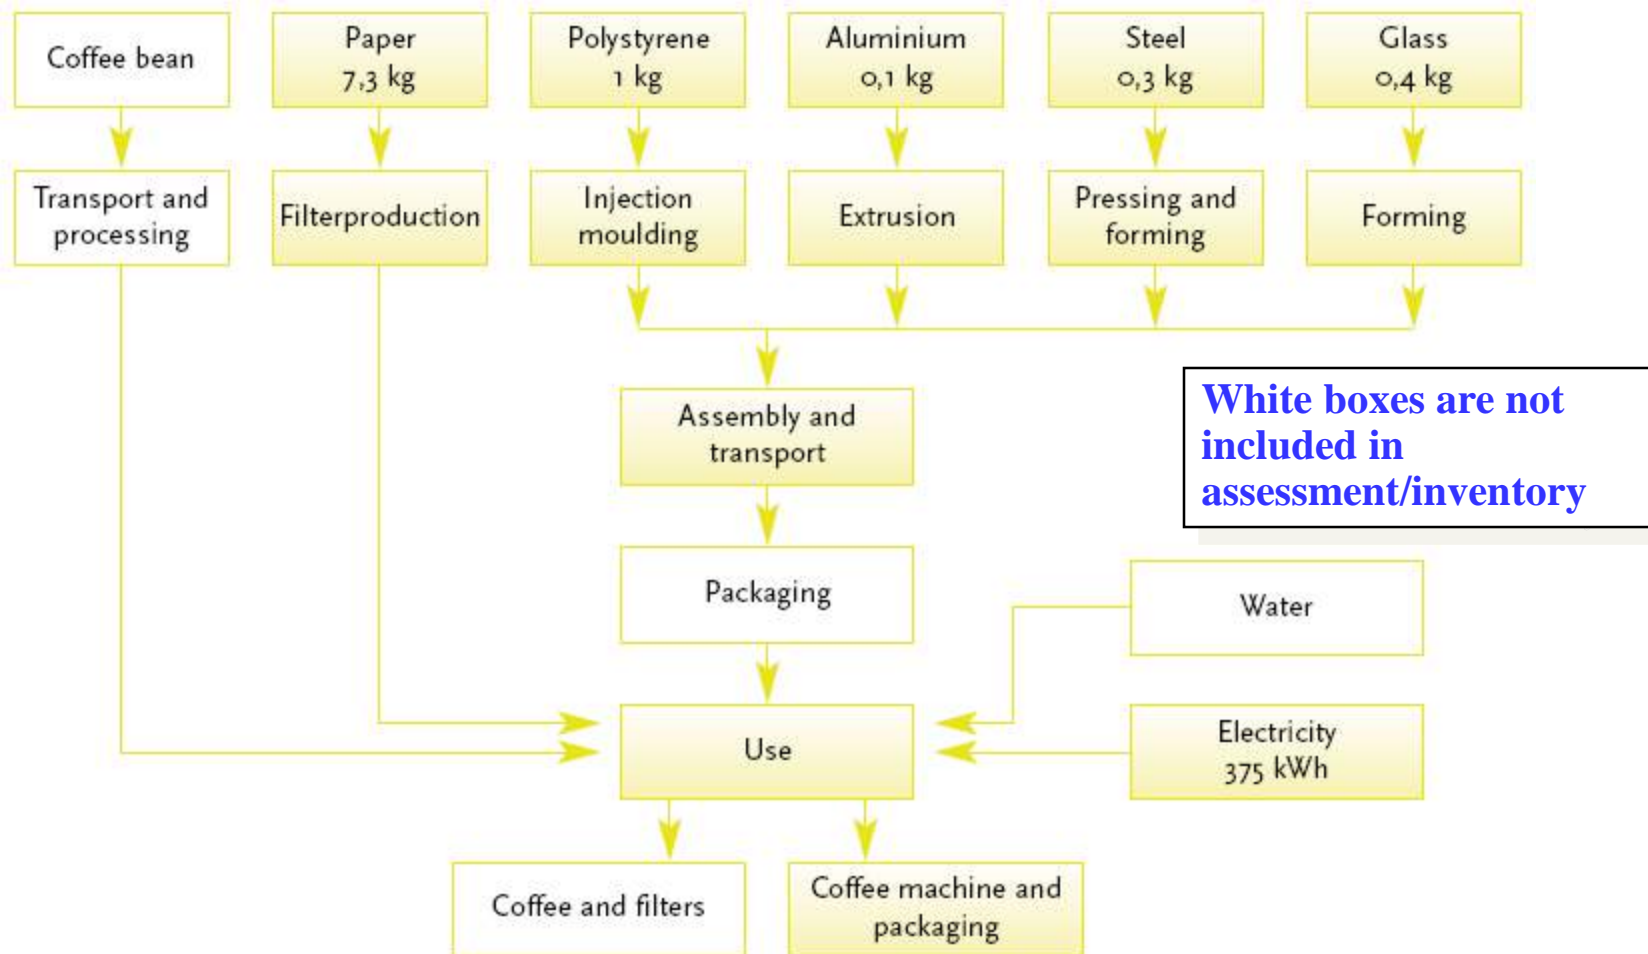 Coffee bean
Paper
7,3 kg
Polystyrene
1 kg
Aluminium
0,1 kg
Steel
0,3 kg
Glass
0,4 kg
Transport and
processing
Filterproduction
Injection
moulding
Extrusion
Pressing and
forming
Forming
Assembly and
transport
White boxes are not
included in
assessment/inventory
Packaging
Water
Use
Electricity
375 kWh
Coffee and filters
Coffee machine and
packaging